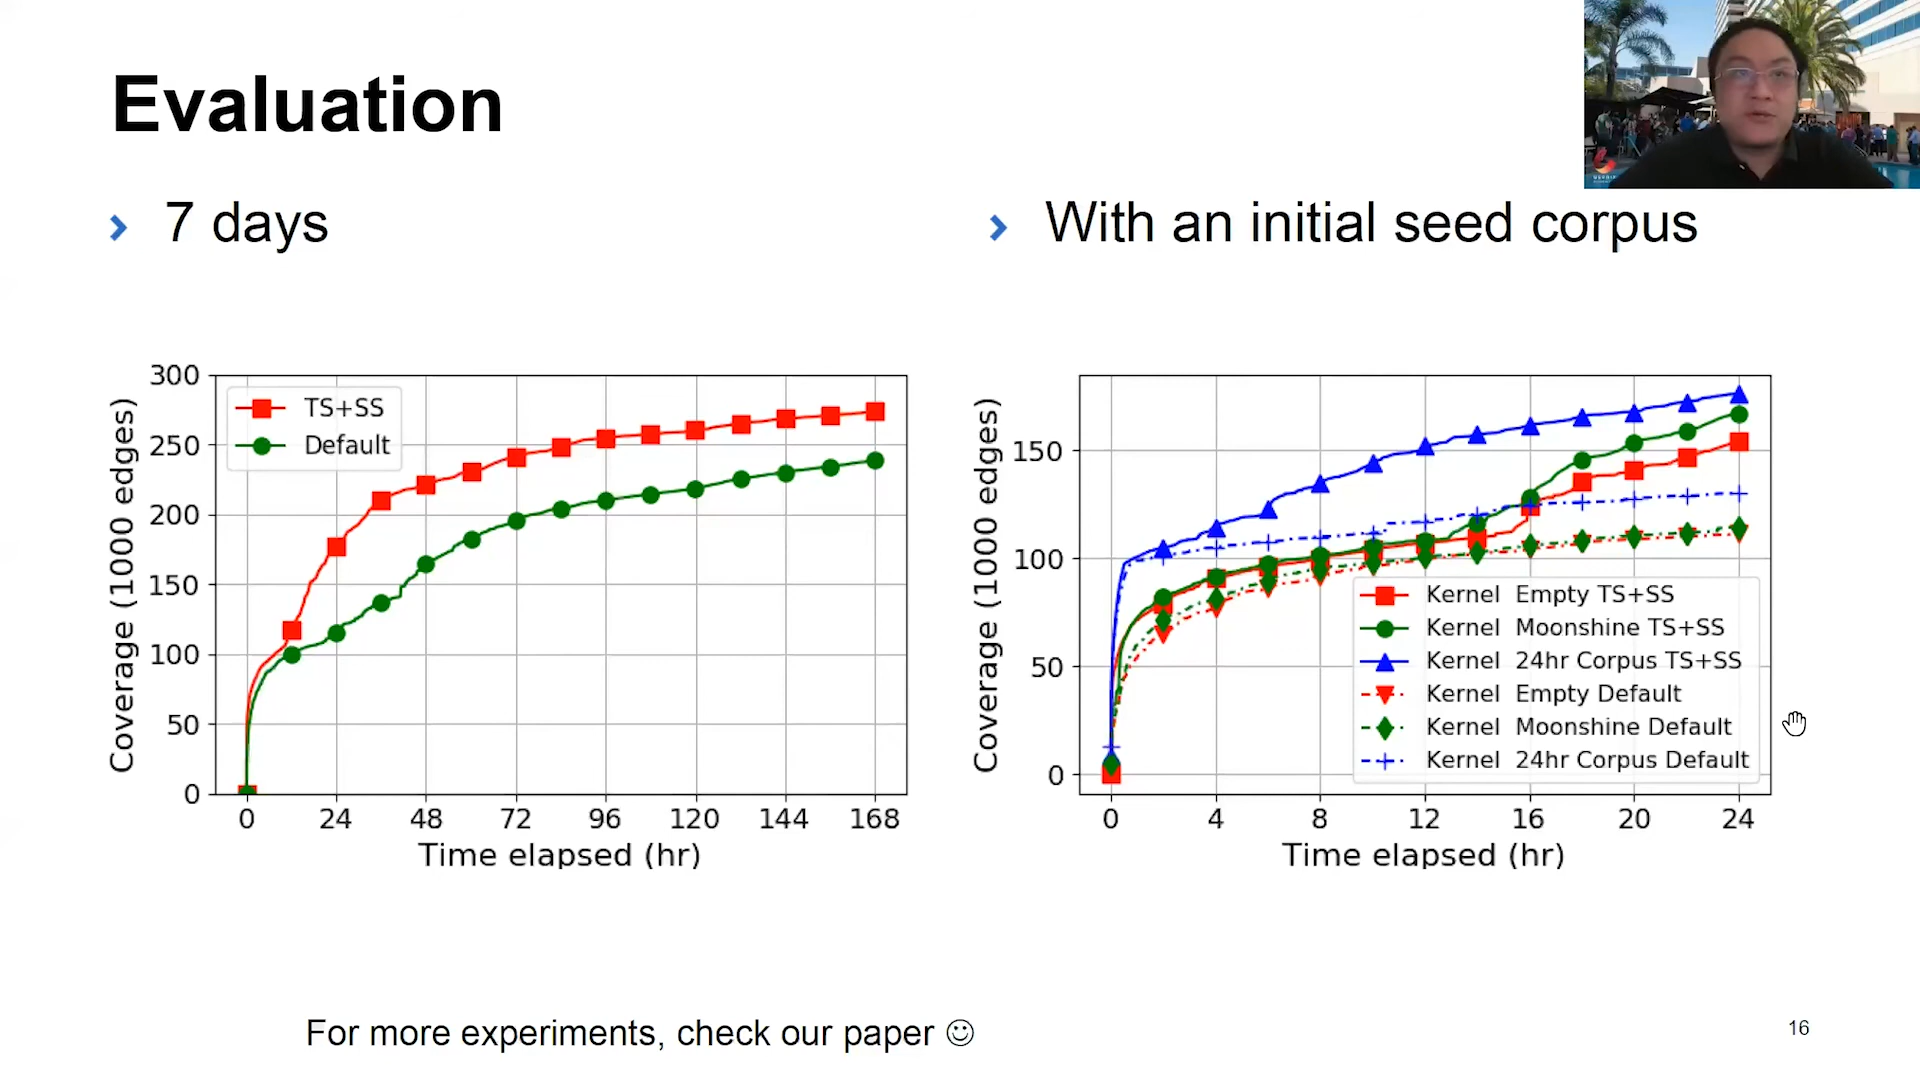 Evaluation
7 days
With an initial seed corpus
Coverage (1000 edges)
300
250
200
150
100
50
0
TS+SS
Default
0 24 48 72 96 120 144 168
Time elapsed (hr)
Coverage (1000 edges)
150
100
50
0
Kernel Empty TS+SS
Kernel Moonshine TS+SS
Kernel 24hr Corpus TS+SS
Kernel Empty Default
Kernel Moonshine Default
Kernel 24hr Corpus Default
0 4 8 12 16 20 24
Time elapsed (hr)
For more experiments, check our paper ☺
16